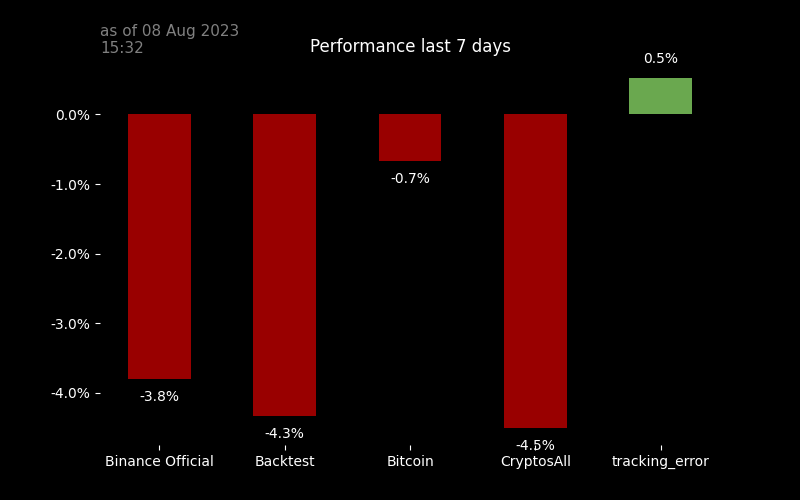 as of 08 Aug 2023
15:32
Performance last 7 days
0.5%
0.0%
-1.0%
-2.0%
-3.0%
-4.0%
-0.7%
-3.8%
-4.3%
-4.5%
Binance Official
Backtest
Bitcoin
CryptosAll
tracking_error